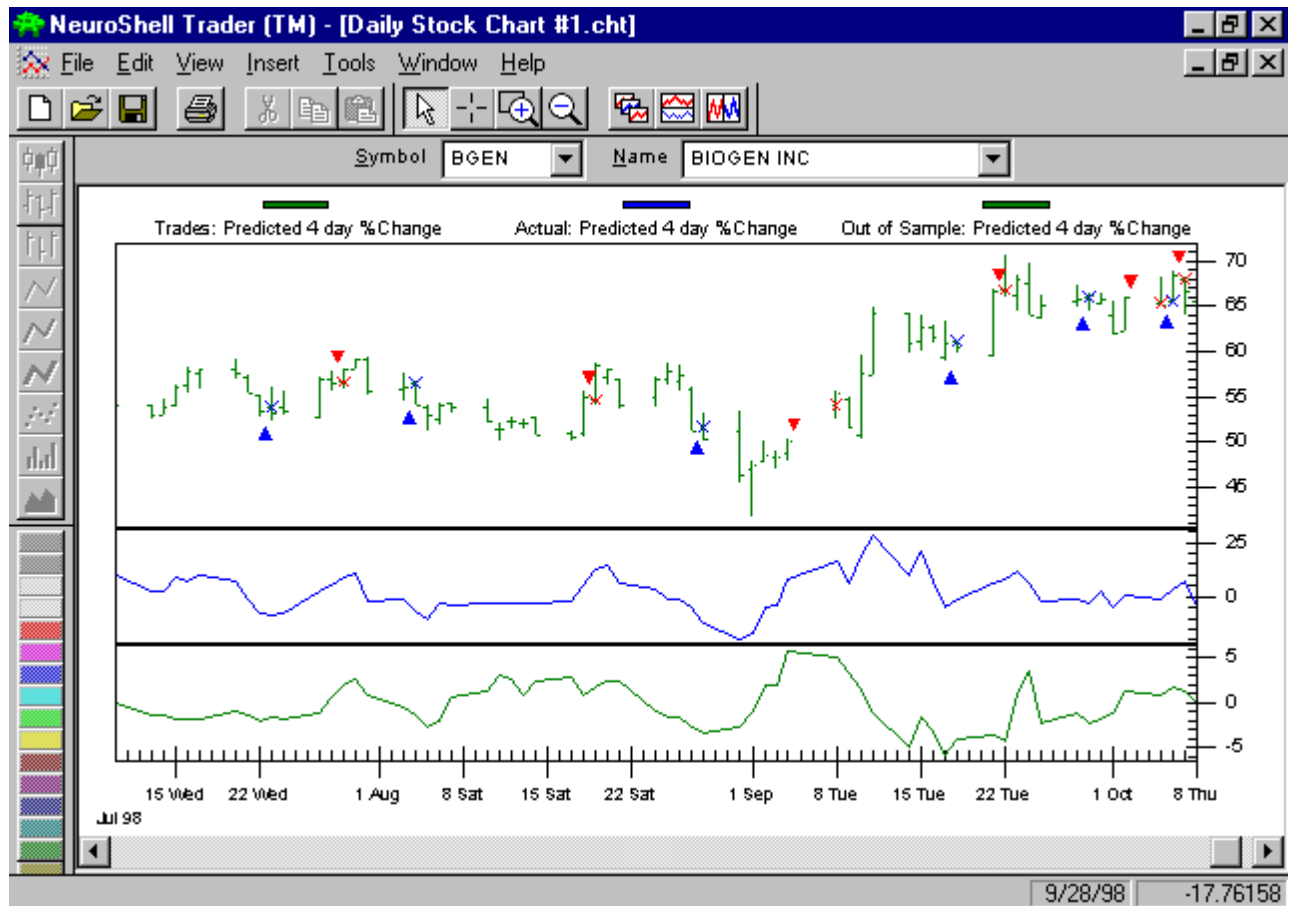 NeuroShell Trader (TM) - [Daily Stock Chart #1.cht]
File Edit View Insert Tools Window Help
Symbol BGEN Name BIOGEN INC
Trades: Predicted 4 day %Change Actual: Predicted 4 day %Change Out of Sample: Predicted 4 day %Change
70
65
60
55
50
45
25
0
5
0
-5
15 Wed 22 Wed 1 Aug 8 Sat 15 Sat 22 Sat 1 Sep 8 Tue 15 Tue 22 Tue 1 Oct 8 Thu
Jul 98
9/28/98 -17.76158